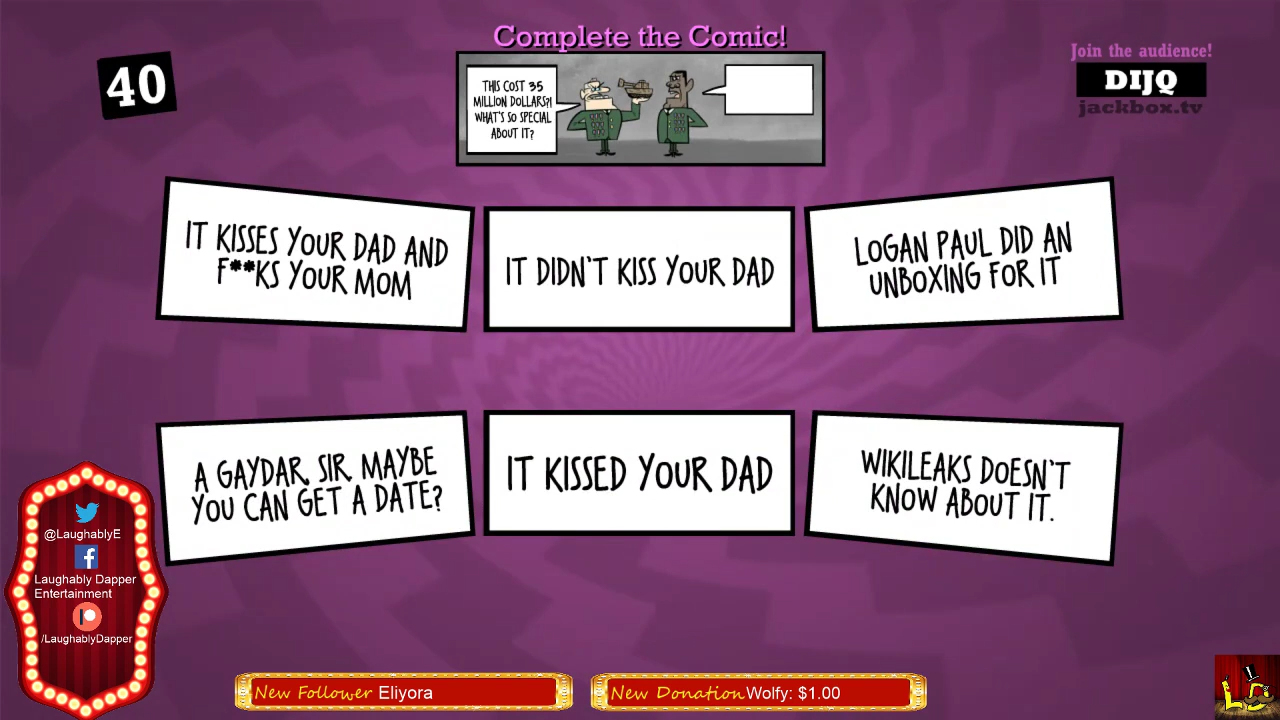 Complete the Comic!
40
Join the audience!
DIJQ
jackbox.tv
THIS COST 35
MILLION DOLLARS?!
WHAT'S SO SPECIAL
ABOUT IT?
IT KISSES YOUR DAD AND
F**KS YOUR MOM
IT DIDN'T KISS YOUR DAD
LOGAN PAUL DID AN
UNBOXING FOR IT
A GAYDAR, SIR. MAYBE
YOU CAN GET A DATE?
IT KISSED YOUR DAD
WIKILEAKS DOESN'T
KNOW ABOUT IT.
@LaughablyE
Laughably Dapper
Entertainment
/LaughablyDapper
New Follower Eliyora
New Donation Wolfy: $1.00
LD